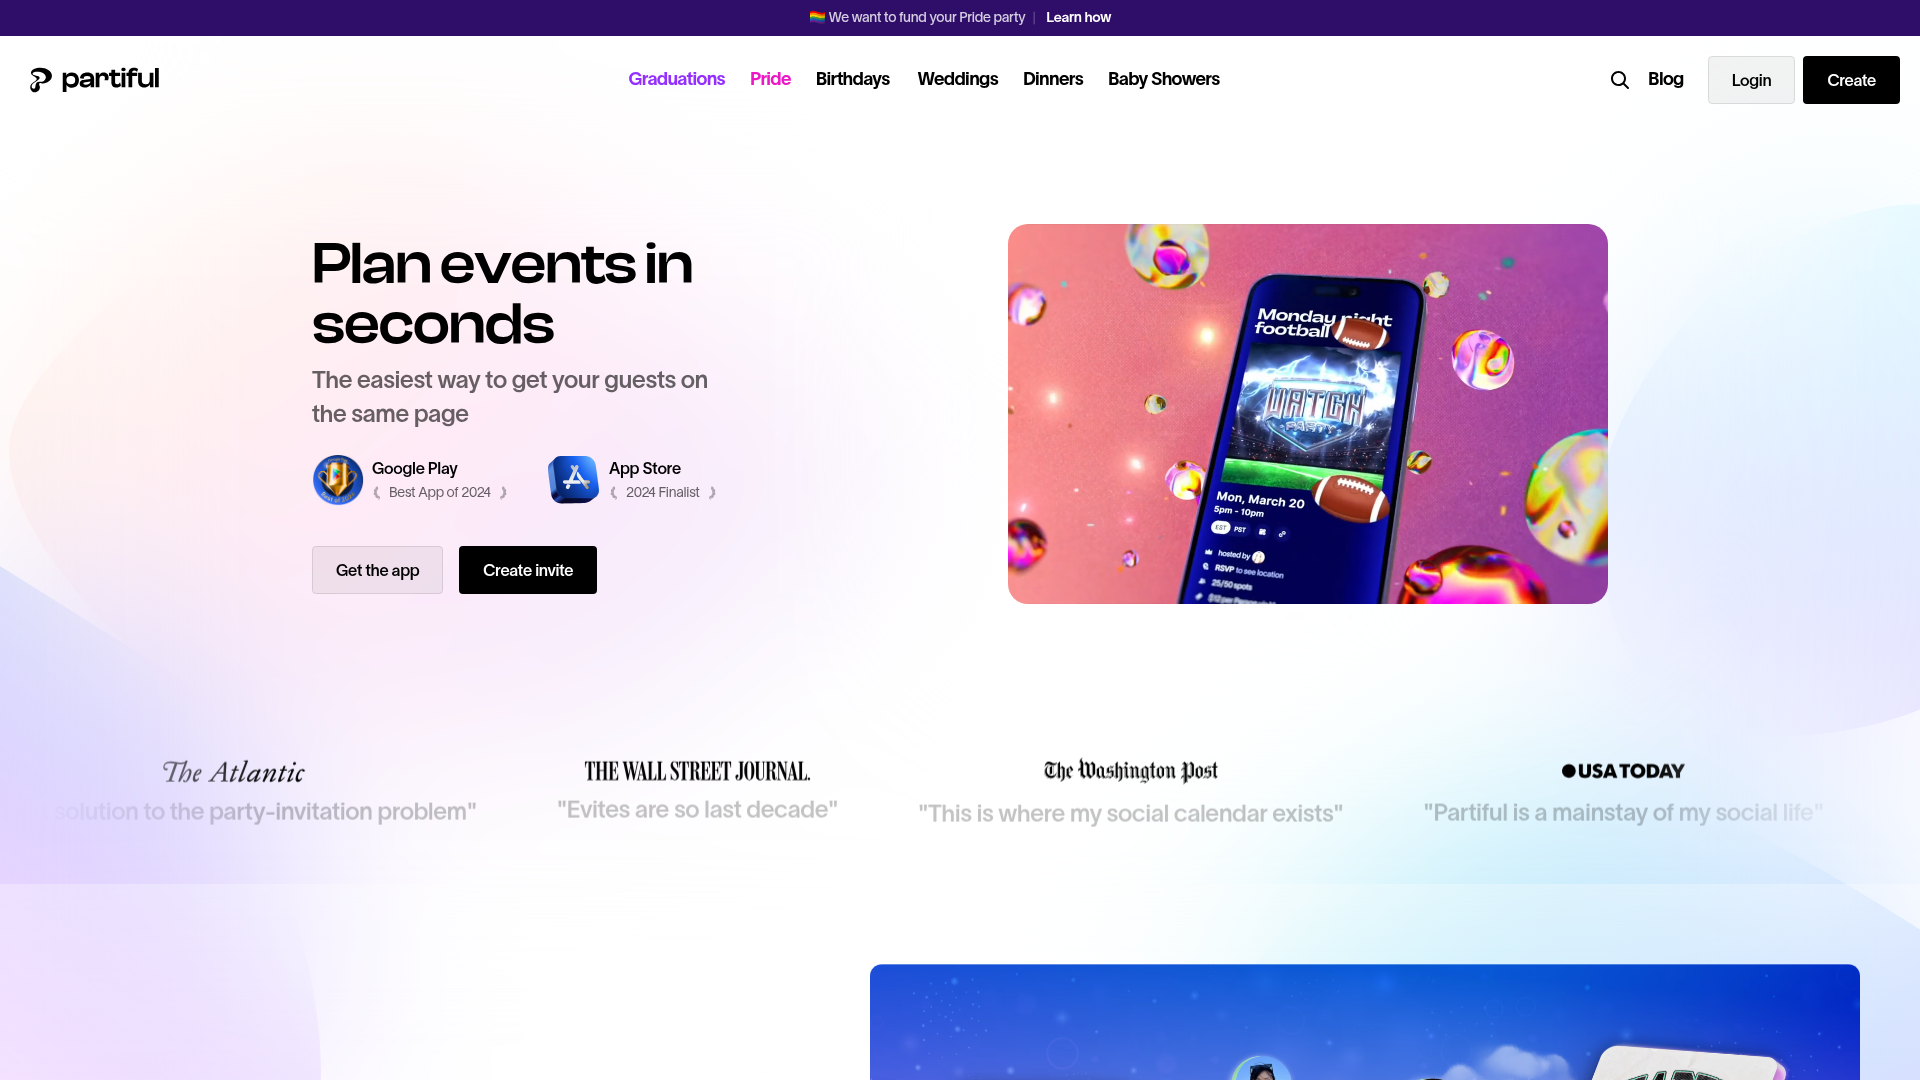 🏳️‍🌈 We want to fund your Pride party | Learn how
partiful
Graduations
Pride
Birthdays
Weddings
Dinners
Baby Showers
Blog
Login
Create
Plan events in
seconds
The easiest way to get your guests on
the same page
Google Play
Best App of 2024
App Store
2024 Finalist
Get the app
Create invite
Monday night
football
WATCH
PARTY
Mon, March 20
5pm - 10pm
EST
PST
hosted by
RSVP to see location
25/50 spots
The Atlantic
solution to the party-invitation problem"
THE WALL STREET JOURNAL.
"Evites are so last decade"
The Washington Post
"This is where my social calendar exists"
USA TODAY
"Partiful is a mainstay of my social life"